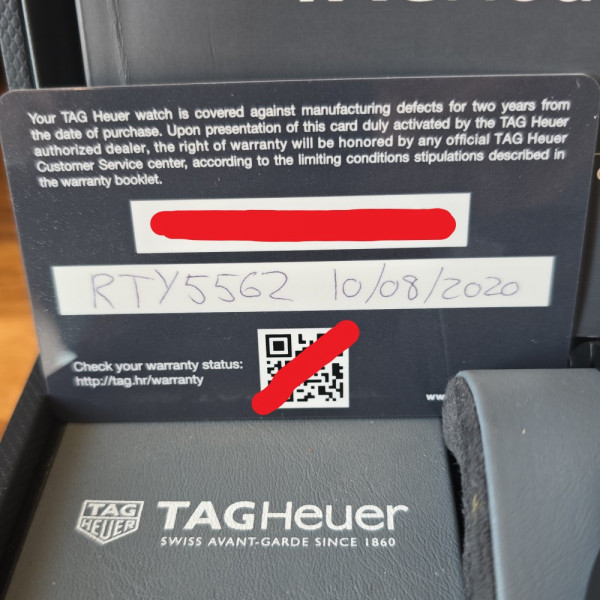 Your TAG Heuer watch is covered against manufacturing defects for two years from
the date of purchase. Upon presentation of this card duly activated by the TAG Heuer
authorized dealer, the right of warranty will be honored by any official TAG Heuer
Customer Service center, according to the limiting conditions stipulations described in
the warranty booklet.
RTY5562 10/08/2020
Check your warranty status:
http://tag.hr/warranty
www
TAG
HEUER
TAGHeuer
SWISS AVANT-GARDE SINCE 1860